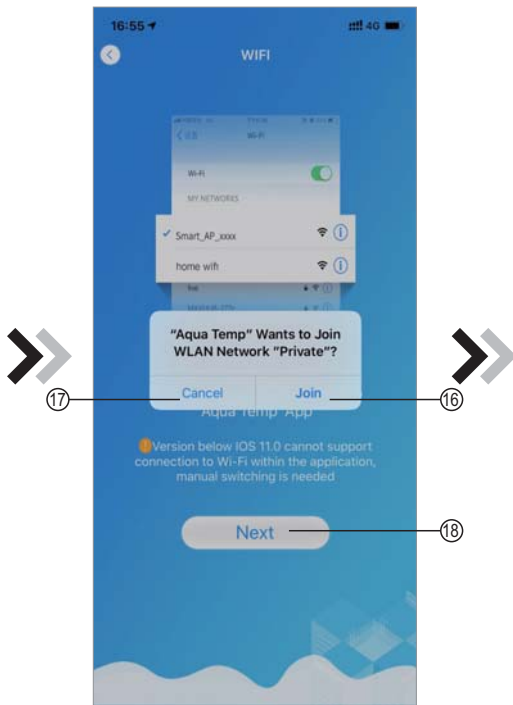 16:55
4G
WIFI
Wi-Fi
Wi-Fi
MY NETWORKS
Smart_AP_xxxx
home wifi
"Aqua Temp" Wants to Join
WLAN Network "Private"?
⑰
Cancel
Join
⑯
Aqua Temp App
Version below IOS 11.0 cannot support
connection to Wi-Fi within the application,
manual switching is needed
Next
⑱